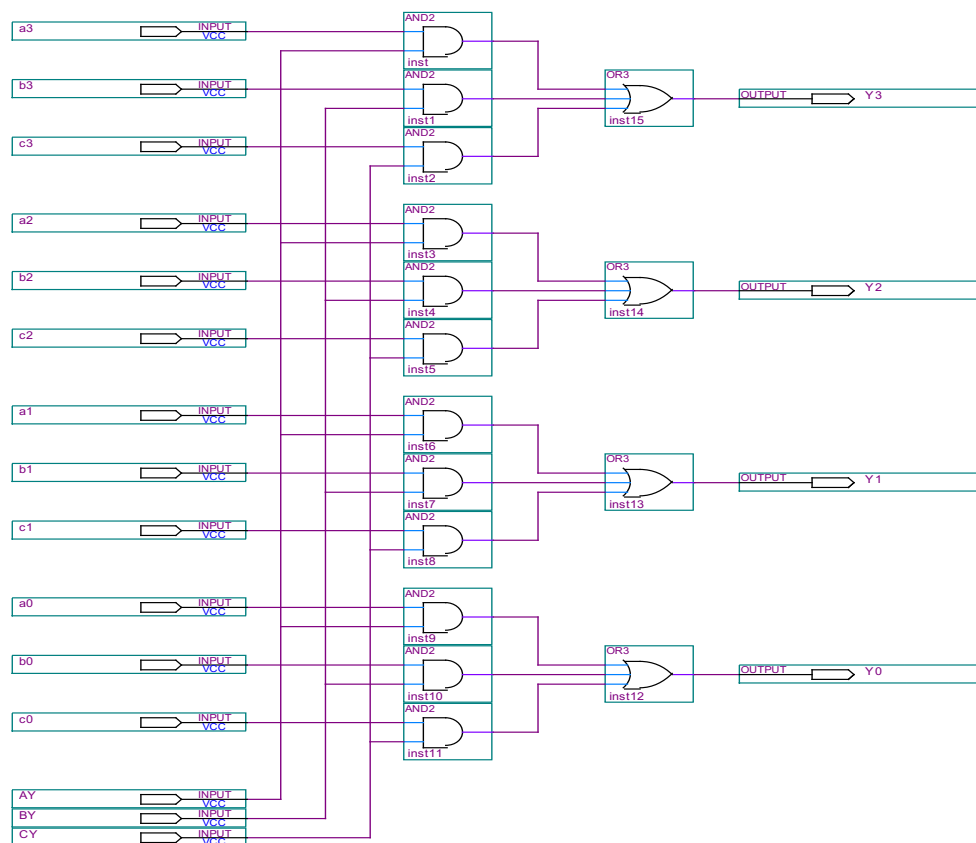 AND2
a3 INPUT VCC
inst
AND2
b3 INPUT VCC
OR3
OUTPUT Y3
inst1
inst15
AND2
c3 INPUT VCC
inst2
AND2
a2 INPUT VCC
inst3
AND2
b2 INPUT VCC
OR3
OUTPUT Y2
inst4
inst14
AND2
c2 INPUT VCC
inst5
AND2
a1 INPUT VCC
inst6
AND2
b1 INPUT VCC
OR3
OUTPUT Y1
inst7
inst13
AND2
c1 INPUT VCC
inst8
AND2
a0 INPUT VCC
inst9
AND2
b0 INPUT VCC
OR3
OUTPUT Y0
inst10
inst12
AND2
c0 INPUT VCC
inst11
AY INPUT VCC
BY INPUT VCC
CY INPUT VCC